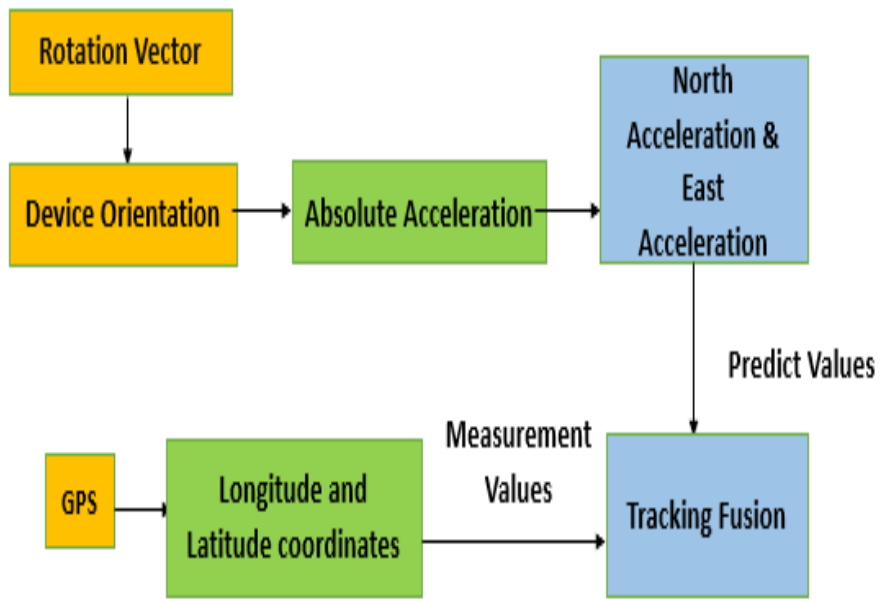 Rotation Vector
Device Orientation
Absolute Acceleration
North
Acceleration &
East
Acceleration
Predict Values
GPS
Longitude and
Latitude coordinates
Measurement
Values
Tracking Fusion